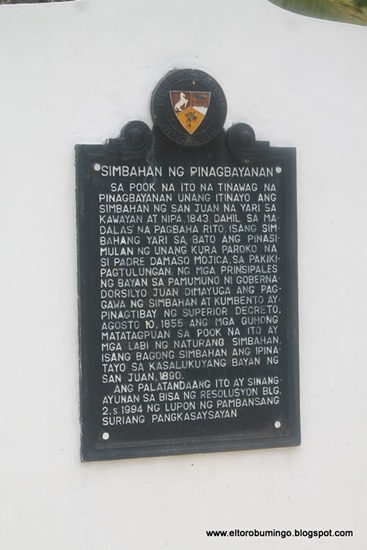 SIMBAHAN NG PINAGBAYANAN
SA POOK NA ITO NA TINAWAG NA
PINAGBAYANAN UNANG ITINAYO ANG
SIMBAHAN NG SAN JUAN NA YARI SA
KAWAYAN AT NIPA, 1843. DAHIL SA MA-
DALAS NA PAGBAHA RITO, ISANG SIM-
BAHANG YARI SA BATO ANG PINASI-
MULAN NG UNANG KURA PAROKO NA
SI PADRE DAMASO MOJICA, SA PAKIKI-
PAGTULUNGAN NG MGA PRINSIPALES
NG BAYAN SA PAMUMUNO NI GOBERNA-
DORSILYO JUAN DIMAYUGA ANG PAG-
GAWA NG SIMBAHAN AT KUMBENTO AY
PINAGTIBAY NG SUPERIOR DECRETO,
AGOSTO 10, 1855 ANG MGA GUHONG
MATATAGPUAN SA POOK NA ITO AY
MGA LABI NG NATURANG SIMBAHAN.
ISANG BAGONG SIMBAHAN ANG IPINA-
TAYO SA KASALUKUYANG BAYAN NG
SAN JUAN, 1890.
ANG PALATANDAANG ITO AY SINANG-
AYUNAN SA BISA NG RESOLUSYON BLG.
2, s. 1994 NG LUPON NG PAMBANSANG
SURIANG PANGKASAYSAYAN
www.eltorobumingo.blogspot.com